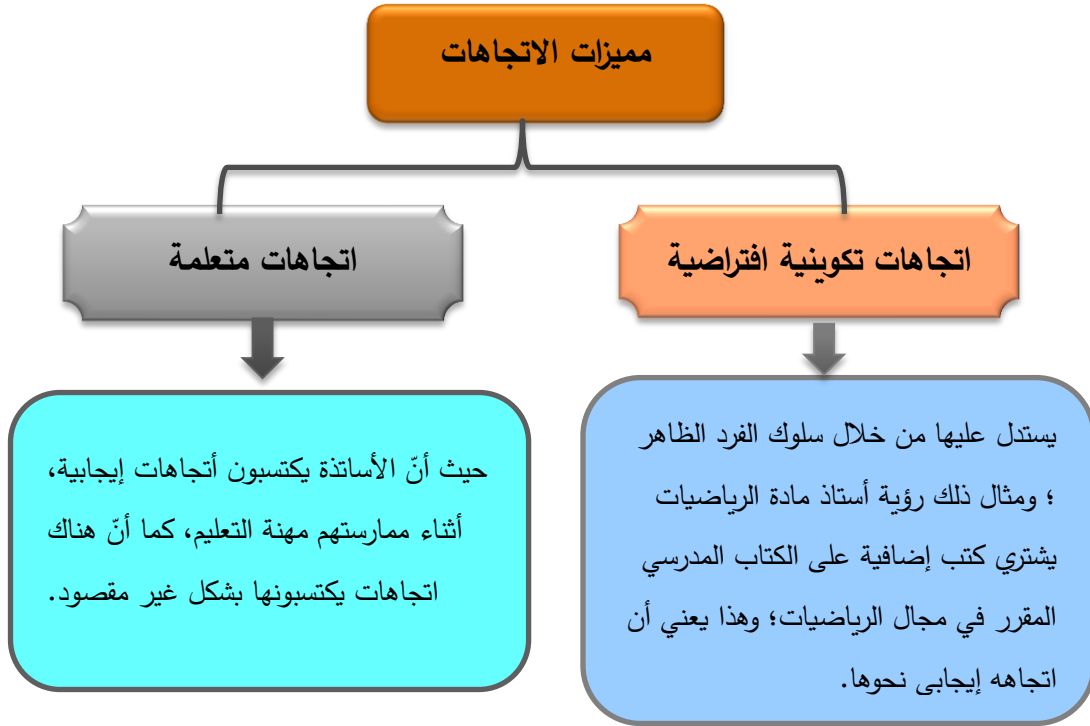 مميزات الاتجاهات
اتجاهات تكوينية افتراضية
اتجاهات متعلمة
يستدل عليها من خلال سلوك الفرد الظاهر
؛ ومثال ذلك رؤية أستاذ مادة الرياضيات
يشتري كتب إضافية على الكتاب المدرسي
المقرر في مجال الرياضيات؛ وهذا يعني أن
اتجاهه إيجابى نحوها.
حيث أنّ الأساتذة يكتسبون أتجاهات إيجابية،
أثناء ممارستهم مهنة التعليم، كما أنّ هناك
اتجاهات يكتسبونها بشكل غير مقصود.